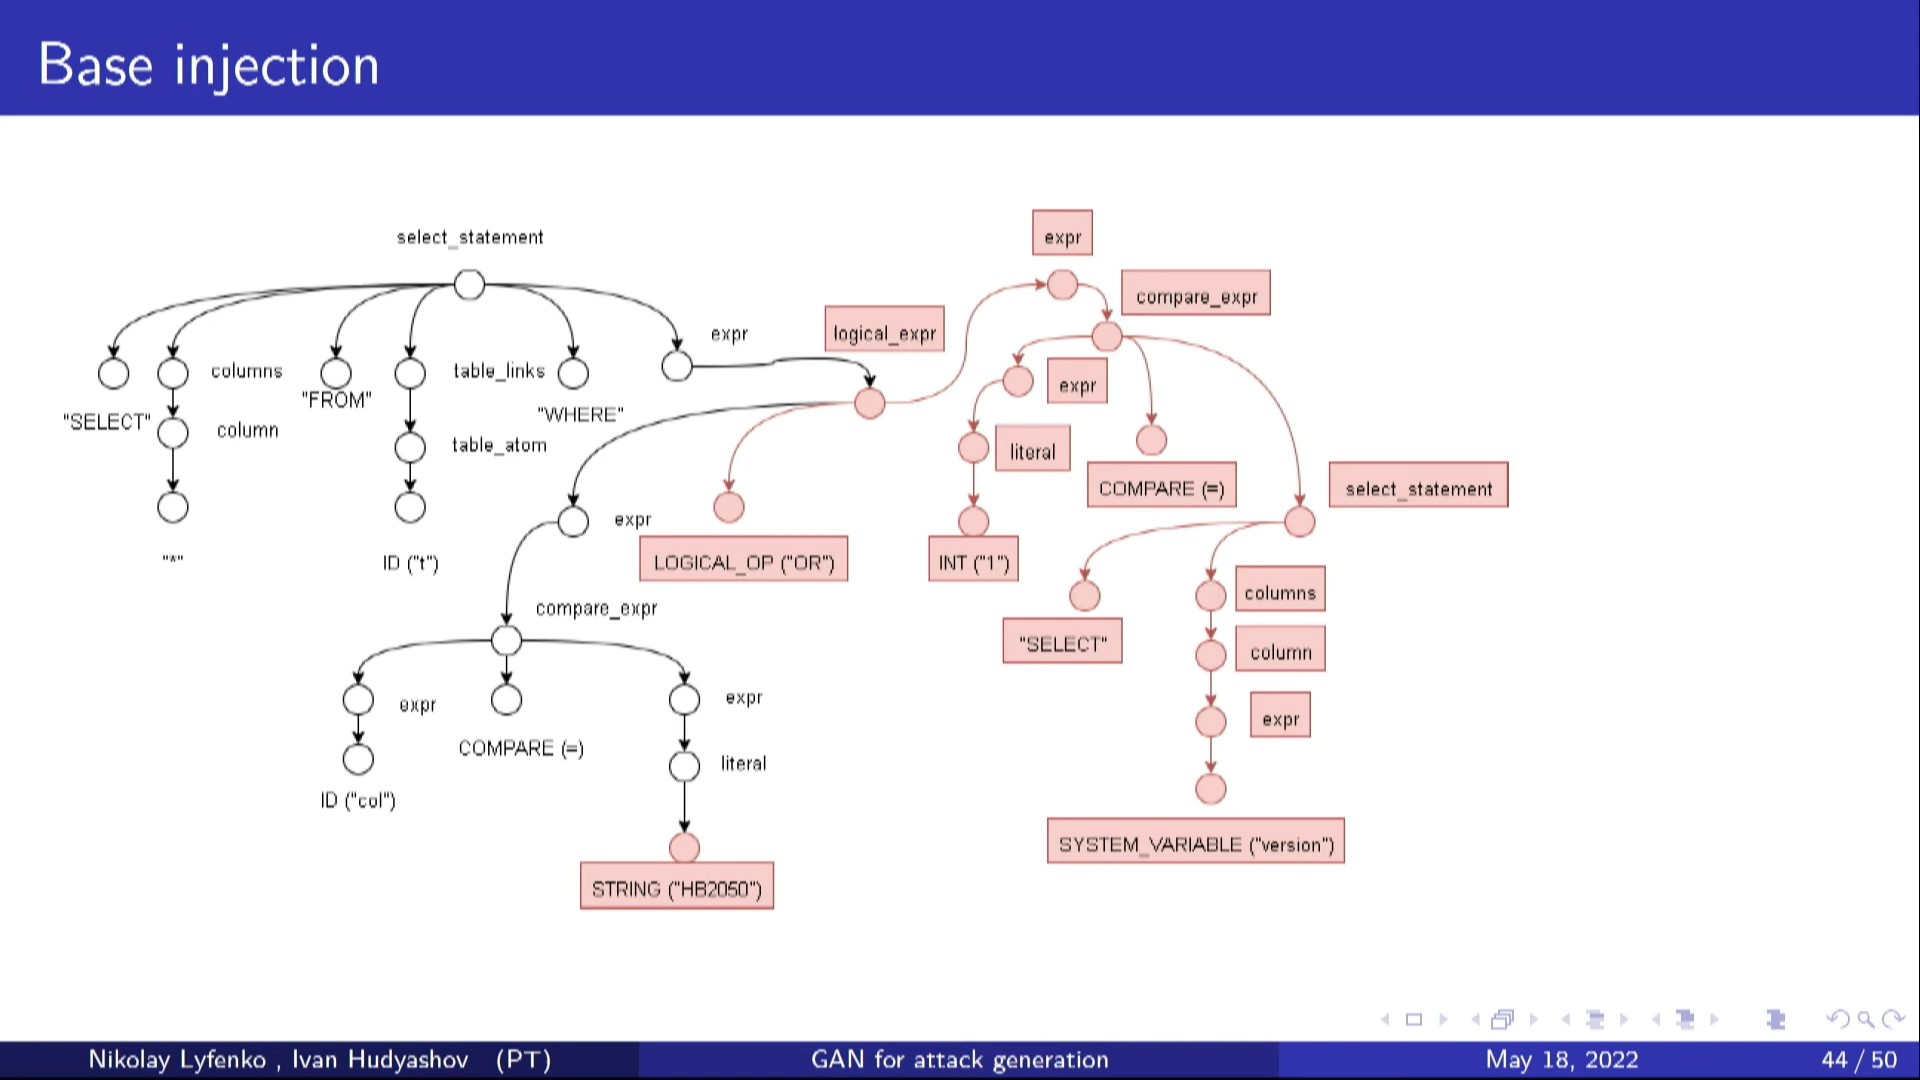 Base injection
select_statement
expr
compare_expr
expr
logical_expr
columns
table_links
expr
"FROM"
"SELECT"
"WHERE"
column
table_atom
literal
COMPARE (=)
select_statement
expr
"*"
ID ("t")
LOGICAL_OP ("OR")
INT ("1")
columns
compare_expr
"SELECT"
column
expr
expr
expr
COMPARE (=)
literal
ID ("col")
SYSTEM_VARIABLE ("version")
STRING ("HB2050")
Nikolay Lyfenko , Ivan Hudyashov (PT)
GAN for attack generation
May 18, 2022
44 / 50